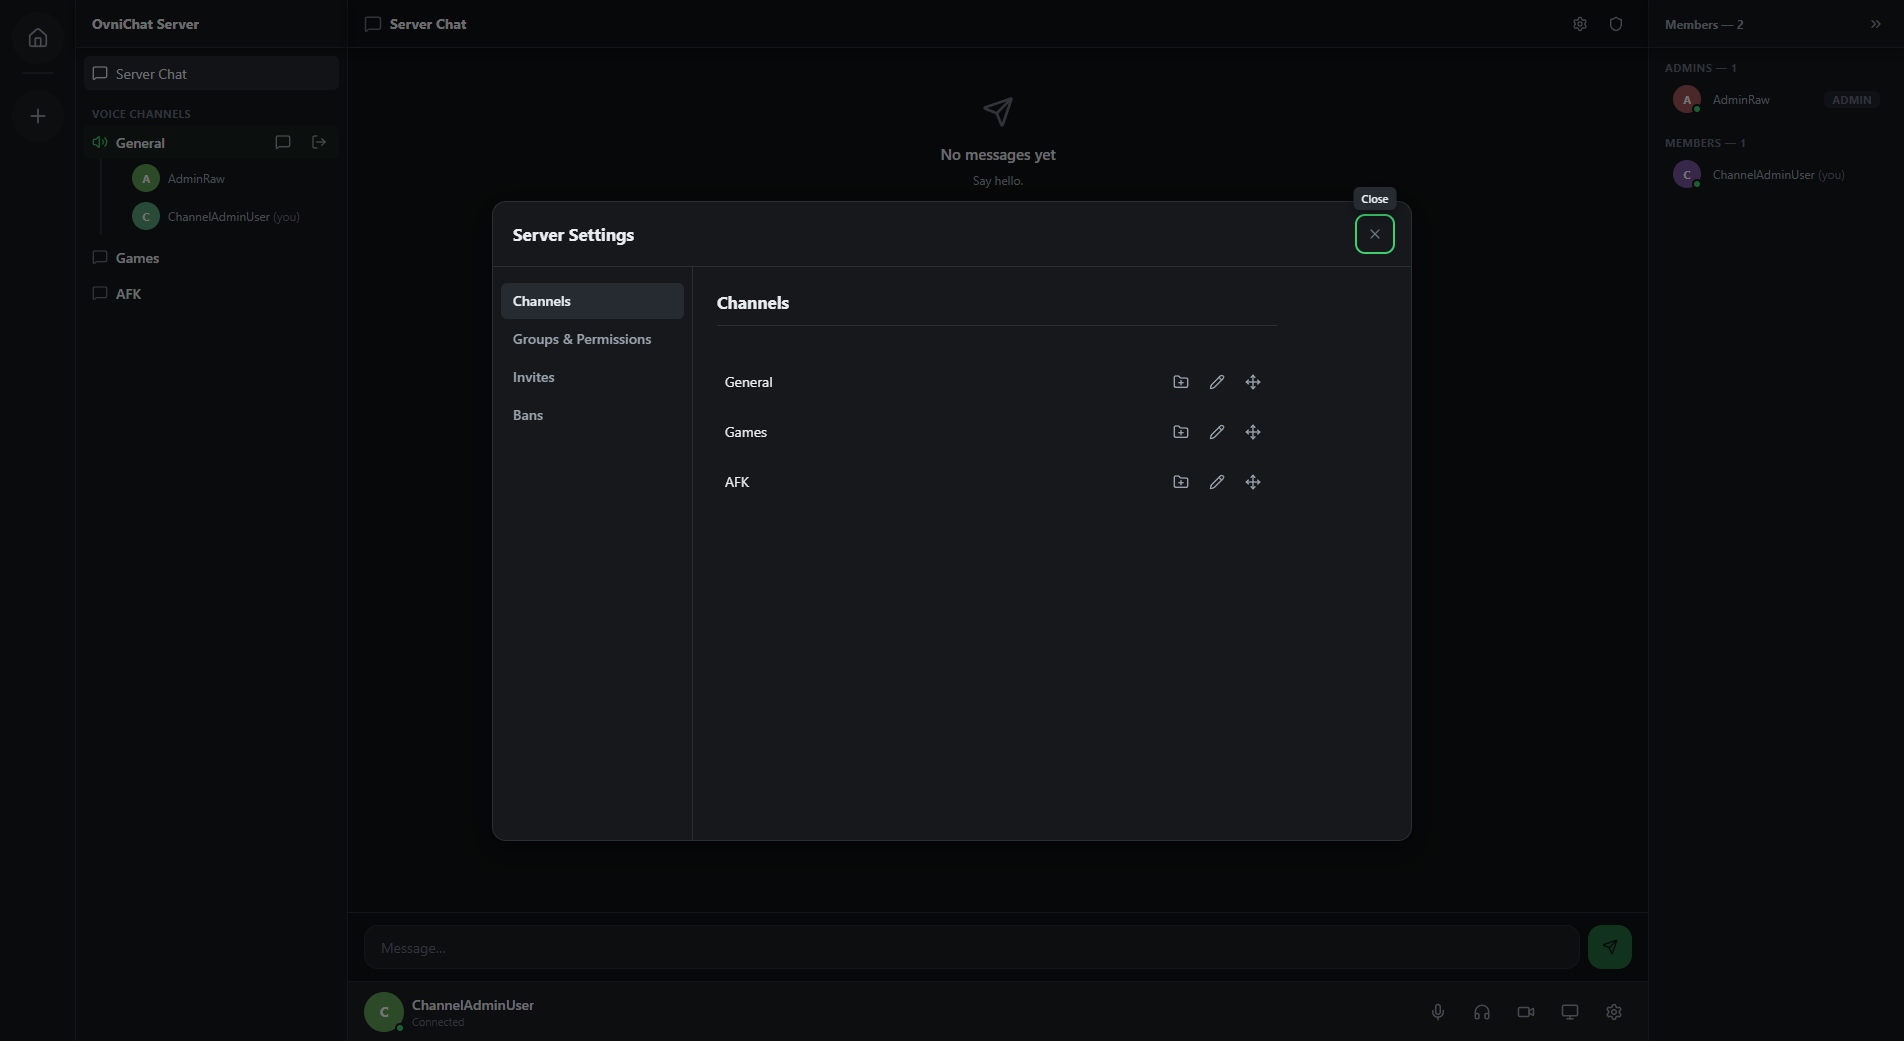 OvniChat Server
Server Chat
VOICE CHANNELS
General
A AdminRaw
C ChannelAdminUser (you)
Games
AFK
Server Chat
No messages yet
Say hello.
Close
Server Settings
Channels
Groups & Permissions
Invites
Bans
Channels
General
Games
AFK
Message...
C ChannelAdminUser
Connected
Members — 2
ADMINS — 1
A AdminRaw ADMIN
MEMBERS — 1
C ChannelAdminUser (you)